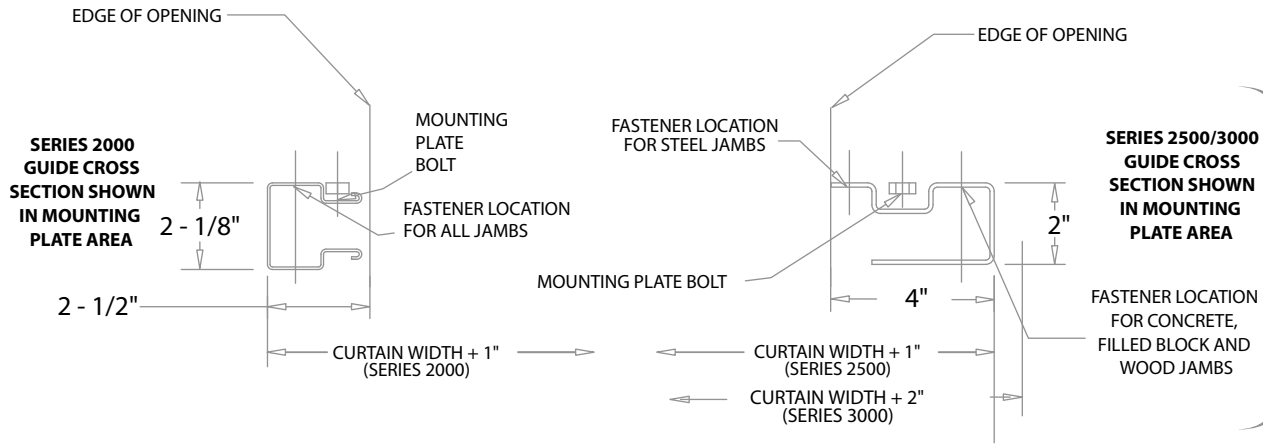 EDGE OF OPENING
SERIES 2000
GUIDE CROSS
SECTION SHOWN
IN MOUNTING
PLATE AREA
2 - 1/8"
2 - 1/2"
MOUNTING
PLATE
BOLT
FASTENER LOCATION
FOR ALL JAMBS
CURTAIN WIDTH + 1"
(SERIES 2000)
EDGE OF OPENING
FASTENER LOCATION
FOR STEEL JAMBS
MOUNTING PLATE BOLT
4"
2"
SERIES 2500/3000
GUIDE CROSS
SECTION SHOWN
IN MOUNTING
PLATE AREA
FASTENER LOCATION
FOR CONCRETE,
FILLED BLOCK AND
WOOD JAMBS
CURTAIN WIDTH + 1"
(SERIES 2500)
CURTAIN WIDTH + 2"
(SERIES 3000)